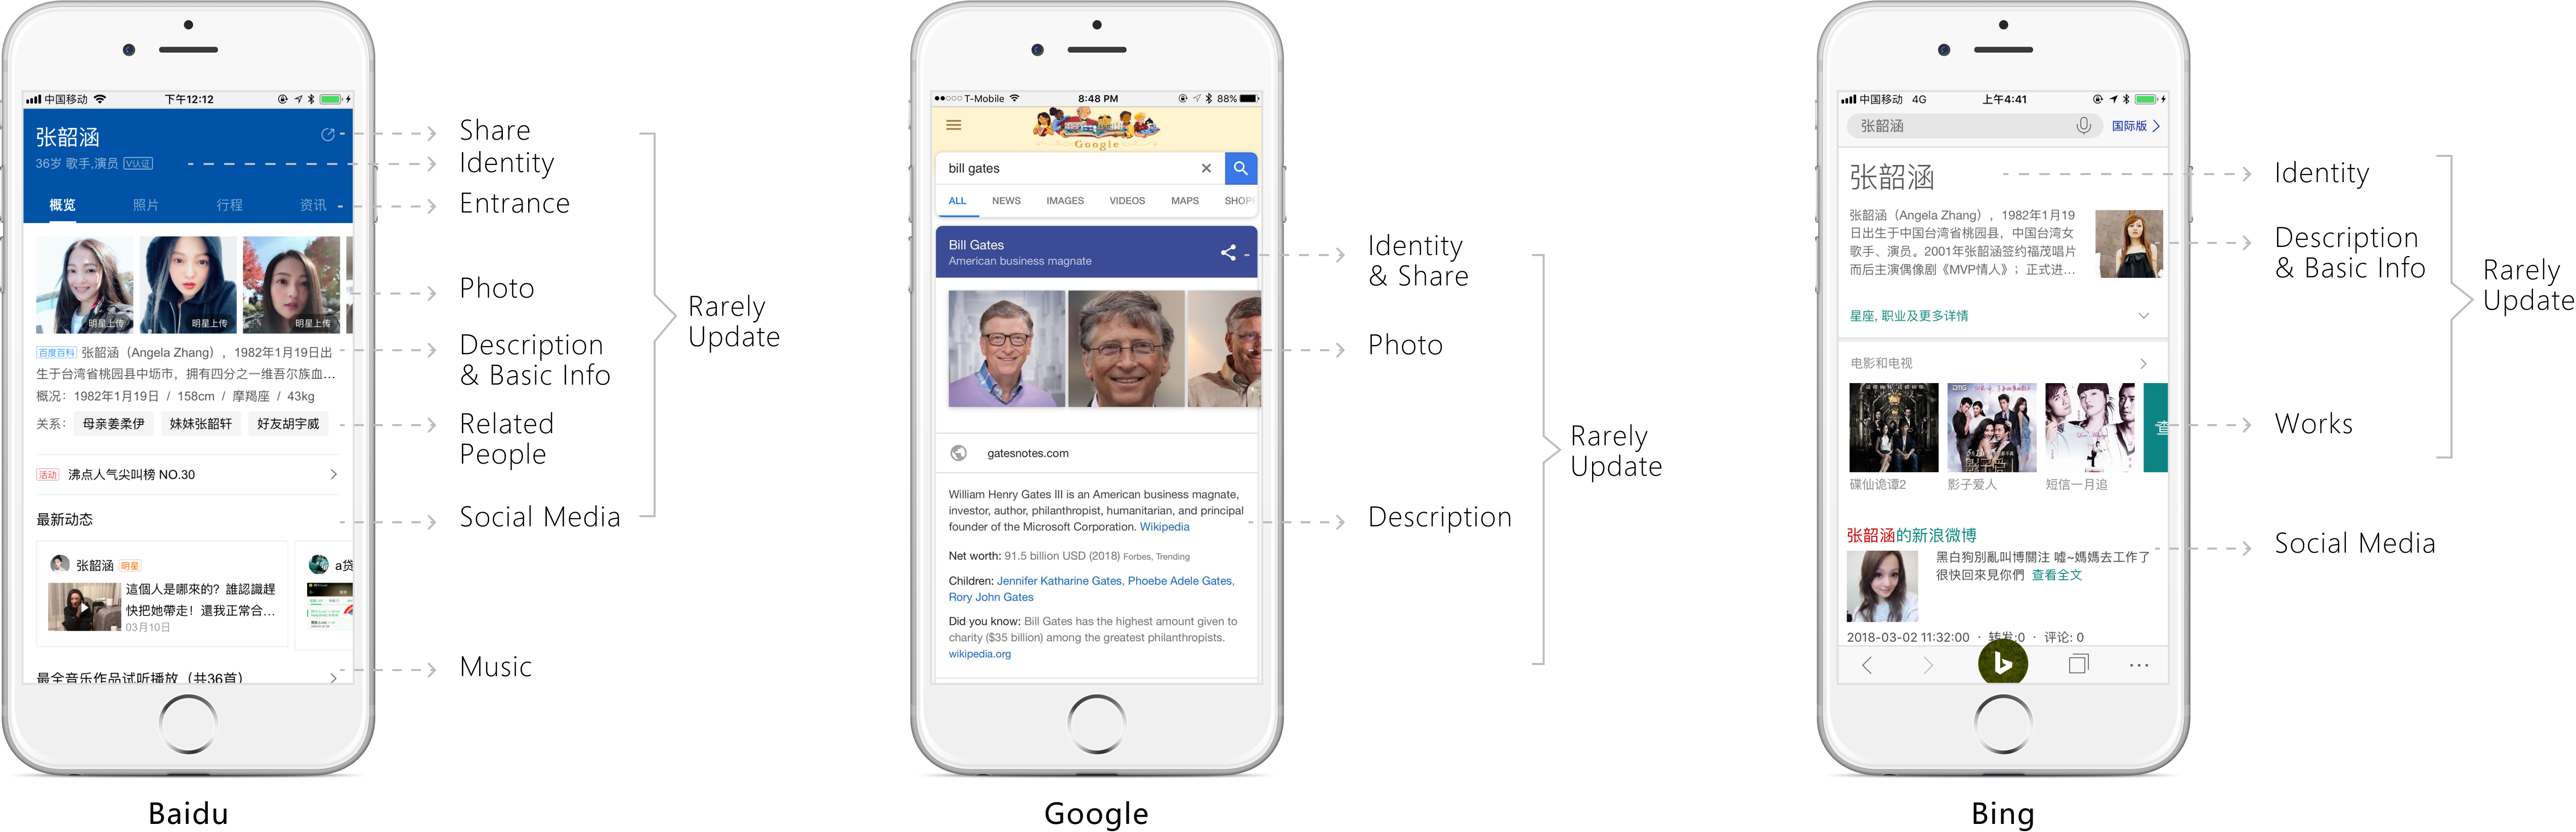 中国移动 下午12:12
张韶涵
36岁 歌手,演员 V认证
概览 照片 行程 资讯
明星上传 明星上传 明星上传
百度百科 张韶涵（Angela Zhang），1982年1月19日出
生于台湾省桃园县中坜市，拥有四分之一维吾尔族血...
概况：1982年1月19日 / 158cm / 摩羯座 / 43kg
关系： 母亲姜柔伊 妹妹张韶轩 好友胡宇威
活动 沸点人气尖叫榜 NO.30
最新动态
张韶涵 明星
這個人是哪來的？誰認識趕
快把她帶走！還我正常合...
03月10日
a贷
最全音乐作品试听播放（共36首）
Share
Identity
Entrance
Photo
Description
& Basic Info
Related
People
Social Media
Music
Rarely
Update
Baidu
T-Mobile 8:48 PM 88%
Google
bill gates
ALL NEWS IMAGES VIDEOS MAPS SHOPP
Bill Gates
American business magnate
gatesnotes.com
William Henry Gates III is an American business magnate,
investor, author, philanthropist, humanitarian, and principal
founder of the Microsoft Corporation. Wikipedia
Net worth: 91.5 billion USD (2018) Forbes, Trending
Children: Jennifer Katharine Gates, Phoebe Adele Gates,
Rory John Gates
Did you know: Bill Gates has the highest amount given to
charity ($35 billion) among the greatest philanthropists.
wikipedia.org
Identity
& Share
Photo
Description
Rarely
Update
Google
中国移动 4G 上午4:41
张韶涵 国际版
张韶涵
张韶涵（Angela Zhang），1982年1月19
日出生于中国台湾省桃园县，中国台湾女
歌手、演员。2001年张韶涵签约福茂唱片
而后主演偶像剧《MVP情人》；正式进...
星座, 职业及更多详情
电影和电视
查
碟仙诡谭2 影子爱人 短信一月追
张韶涵的新浪微博
黑白狗別亂叫博關注 噓~媽媽去工作了
很快回來見你們 查看全文
2018-03-02 11:32:00 · 转发:0 · 评论: 0
Identity
Description
& Basic Info
Works
Social Media
Rarely
Update
Bing